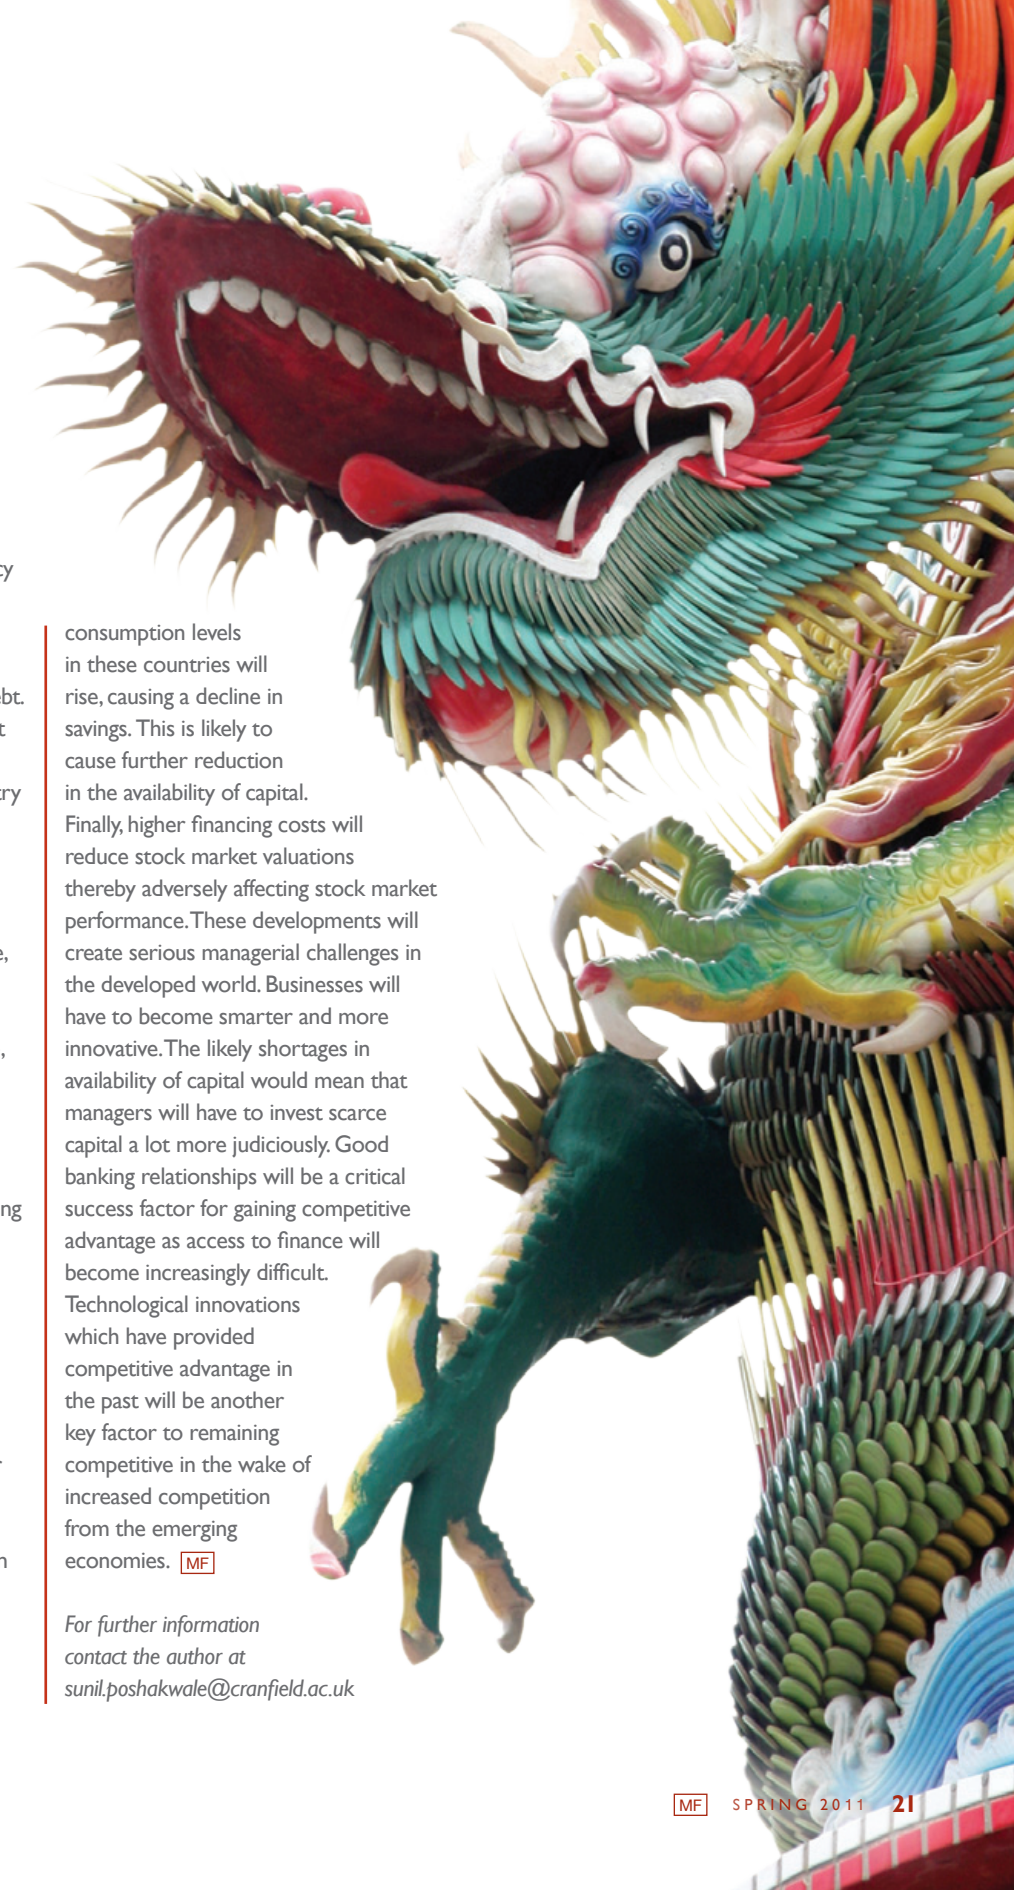 cy
ebt.
t
try
e,
,
ng
n
consumption levels
in these countries will
rise, causing a decline in
savings. This is likely to
cause further reduction
in the availability of capital.
Finally, higher financing costs will
reduce stock market valuations
thereby adversely affecting stock market
performance.These developments will
create serious managerial challenges in
the developed world. Businesses will
have to become smarter and more
innovative.The likely shortages in
availability of capital would mean that
managers will have to invest scarce
capital a lot more judiciously. Good
banking relationships will be a critical
success factor for gaining competitive
advantage as access to finance will
become increasingly difficult.
Technological innovations
which have provided
competitive advantage in
the past will be another
key factor to remaining
competitive in the wake of
increased competition
from the emerging
economies. MF
For further information
contact the author at
sunil.poshakwale@cranfield.ac.uk
MF SPRING 2011 21